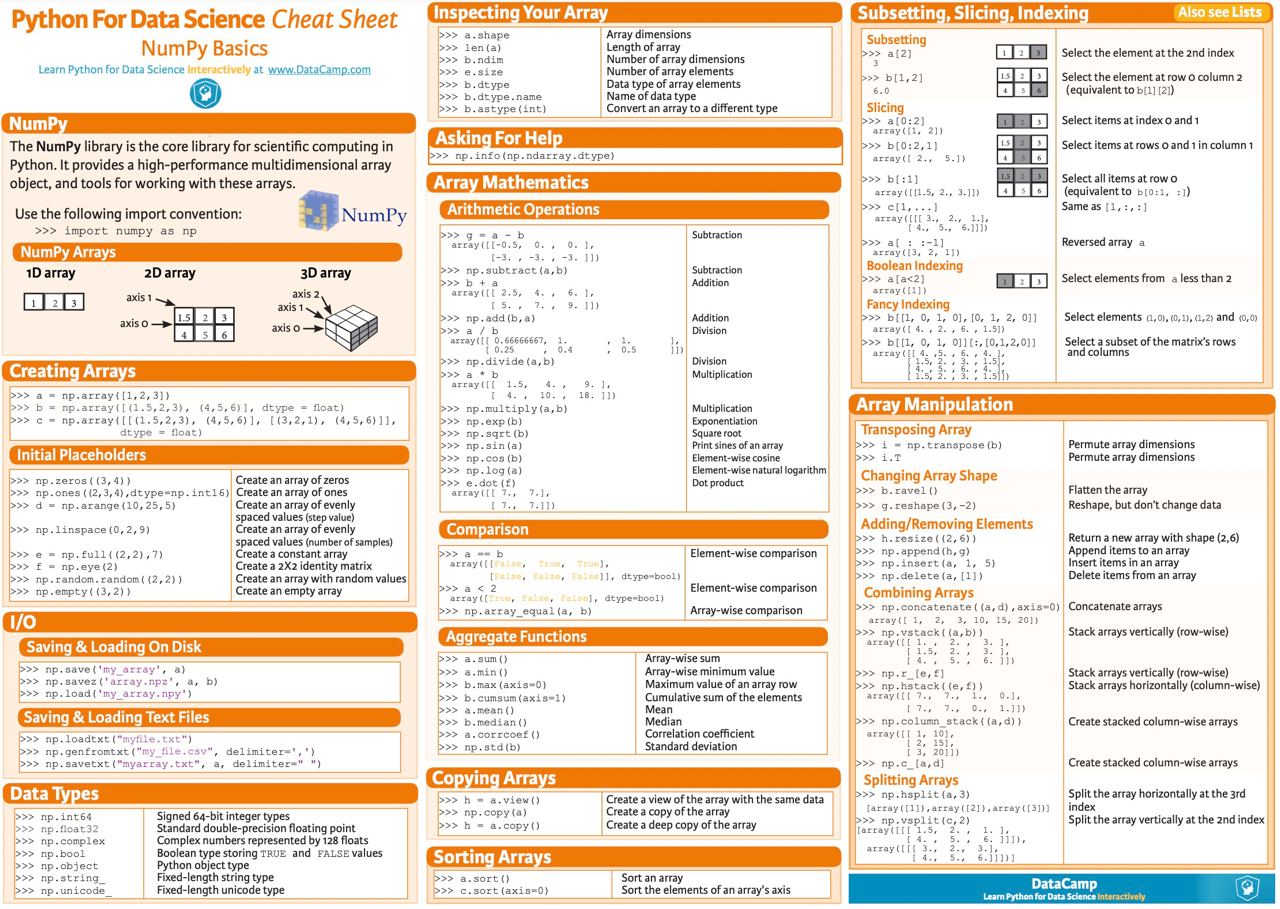 Python For Data Science Cheat Sheet
NumPy Basics
Learn Python for Data Science Interactively at www.DataCamp.com
NumPy
The NumPy library is the core library for scientific computing in
Python. It provides a high-performance multidimensional array
object, and tools for working with these arrays.
Use the following import convention:
>>> import numpy as np
NumPy
NumPy Arrays
1D array 2D array 3D array
1 2 3
axis 1
axis 0
1.5 2 3
4 5 6
axis 2
axis 1
axis 0
Creating Arrays
>>> a = np.array([1,2,3])
>>> b = np.array([(1.5,2,3), (4,5,6)], dtype = float)
>>> c = np.array([[(1.5,2,3), (4,5,6)], [(3,2,1), (4,5,6)]],
dtype = float)
Initial Placeholders
>>> np.zeros((3,4)) Create an array of zeros
>>> np.ones((2,3,4),dtype=np.int16) Create an array of ones
>>> d = np.arange(10,25,5) Create an array of evenly
spaced values (step value)
>>> np.linspace(0,2,9) Create an array of evenly
spaced values (number of samples)
>>> e = np.full((2,2),7) Create a constant array
>>> f = np.eye(2) Create a 2X2 identity matrix
>>> np.random.random((2,2)) Create an array with random values
>>> np.empty((3,2)) Create an empty array
I/O
Saving & Loading On Disk
>>> np.save('my_array', a)
>>> np.savez('array.npz', a, b)
>>> np.load('my_array.npy')
Saving & Loading Text Files
>>> np.loadtxt("myfile.txt")
>>> np.genfromtxt("my_file.csv", delimiter=',')
>>> np.savetxt("myarray.txt", a, delimiter=" ")
Data Types
>>> np.int64 Signed 64-bit integer types
>>> np.float32 Standard double-precision floating point
>>> np.complex Complex numbers represented by 128 floats
>>> np.bool Boolean type storing TRUE and FALSE values
>>> np.object Python object type
>>> np.string_ Fixed-length string type
>>> np.unicode_ Fixed-length unicode type
Inspecting Your Array
>>> a.shape Array dimensions
>>> len(a) Length of array
>>> b.ndim Number of array dimensions
>>> e.size Number of array elements
>>> b.dtype Data type of array elements
>>> b.dtype.name Name of data type
>>> b.astype(int) Convert an array to a different type
Asking For Help
>>> np.info(np.ndarray.dtype)
Array Mathematics
Arithmetic Operations
>>> g = a - b Subtraction
array([[-0.5, 0. , 0. ],
[-3. , -3. , -3. ]])
>>> np.subtract(a,b) Subtraction
>>> b + a Addition
array([[ 2.5, 4. , 6. ],
[ 5. , 7. , 9. ]])
>>> np.add(b,a) Addition
>>> a / b Division
array([[ 0.66666667, 1. , 1. ],
[ 0.25 , 0.4 , 0.5 ]])
>>> np.divide(a,b) Division
>>> a * b Multiplication
array([[ 1.5, 4. , 9. ],
[ 4. , 10. , 18. ]])
>>> np.multiply(a,b) Multiplication
>>> np.exp(b) Exponentiation
>>> np.sqrt(b) Square root
>>> np.sin(a) Print sines of an array
>>> np.cos(b) Element-wise cosine
>>> np.log(a) Element-wise natural logarithm
>>> e.dot(f) Dot product
array([[ 7., 7.],
[ 7., 7.]])
Comparison
>>> a == b Element-wise comparison
array([[False, True, True],
[False, False, False]], dtype=bool)
>>> a < 2 Element-wise comparison
array([True, False, False], dtype=bool)
>>> np.array_equal(a, b) Array-wise comparison
Aggregate Functions
>>> a.sum() Array-wise sum
>>> a.min() Array-wise minimum value
>>> b.max(axis=0) Maximum value of an array row
>>> b.cumsum(axis=1) Cumulative sum of the elements
>>> a.mean() Mean
>>> b.median() Median
>>> a.corrcoef() Correlation coefficient
>>> np.std(b) Standard deviation
Copying Arrays
>>> h = a.view() Create a view of the array with the same data
>>> np.copy(a) Create a copy of the array
>>> h = a.copy() Create a deep copy of the array
Sorting Arrays
>>> a.sort() Sort an array
>>> c.sort(axis=0) Sort the elements of an array's axis
Subsetting, Slicing, Indexing Also see Lists
Subsetting
>>> a[2] 1 2 3 Select the element at the 2nd index
3
>>> b[1,2] 1.5 2 3 Select the element at row 0 column 2
6.0 4 5 6 (equivalent to b[1][2])
Slicing
>>> a[0:2] 1 2 3 Select items at index 0 and 1
array([1, 2])
>>> b[0:2,1] 1.5 2 3 Select items at rows 0 and 1 in column 1
array([ 2., 5.]) 4 5 6
>>> b[:1] 1.5 2 3 Select all items at row 0
array([[1.5, 2., 3.]]) 4 5 6 (equivalent to b[0:1, :])
>>> c[1,...] Same as [1,:,:]
array([[[ 3., 2., 1.],
[ 4., 5., 6.]]])
>>> a[ : :-1] Reversed array a
array([3, 2, 1])
Boolean Indexing
>>> a[a<2] 1 2 3 Select elements from a less than 2
array([1])
Fancy Indexing
>>> b[[1, 0, 1, 0],[0, 1, 2, 0]] Select elements (1,0),(0,1),(1,2) and (0,0)
array([ 4. , 2. , 6. , 1.5])
>>> b[[1, 0, 1, 0]][:,[0,1,2,0]] Select a subset of the matrix's rows
array([[ 4. ,5. , 6. , 4. ], and columns
[ 1.5, 2. , 3. , 1.5],
[ 4. , 5. , 6. , 4. ],
[ 1.5, 2. , 3. , 1.5]])
Array Manipulation
Transposing Array
>>> i = np.transpose(b) Permute array dimensions
>>> i.T Permute array dimensions
Changing Array Shape
>>> b.ravel() Flatten the array
>>> g.reshape(3,-2) Reshape, but don't change data
Adding/Removing Elements
>>> h.resize((2,6)) Return a new array with shape (2,6)
>>> np.append(h,g) Append items to an array
>>> np.insert(a, 1, 5) Insert items in an array
>>> np.delete(a,[1]) Delete items from an array
Combining Arrays
>>> np.concatenate((a,d),axis=0) Concatenate arrays
array([ 1, 2, 3, 10, 15, 20])
>>> np.vstack((a,b)) Stack arrays vertically (row-wise)
array([[ 1. , 2. , 3. ],
[ 1.5, 2. , 3. ],
[ 4. , 5. , 6. ]])
>>> np.r_[e,f] Stack arrays vertically (row-wise)
>>> np.hstack((e,f)) Stack arrays horizontally (column-wise)
array([[ 7., 7., 1., 0.],
[ 7., 7., 0., 1.]])
>>> np.column_stack((a,d)) Create stacked column-wise arrays
array([[ 1, 10],
[ 2, 15],
[ 3, 20]])
>>> np.c_[a,d] Create stacked column-wise arrays
Splitting Arrays
>>> np.hsplit(a,3) Split the array horizontally at the 3rd
[array([1]),array([2]),array([3])] index
>>> np.vsplit(c,2) Split the array vertically at the 2nd index
[array([[[ 1.5, 2. , 1. ],
[ 4. , 5. , 6. ]]]),
array([[[ 3., 2., 3.],
[ 4., 5., 6.]]])]
DataCamp
Learn Python for Data Science Interactively